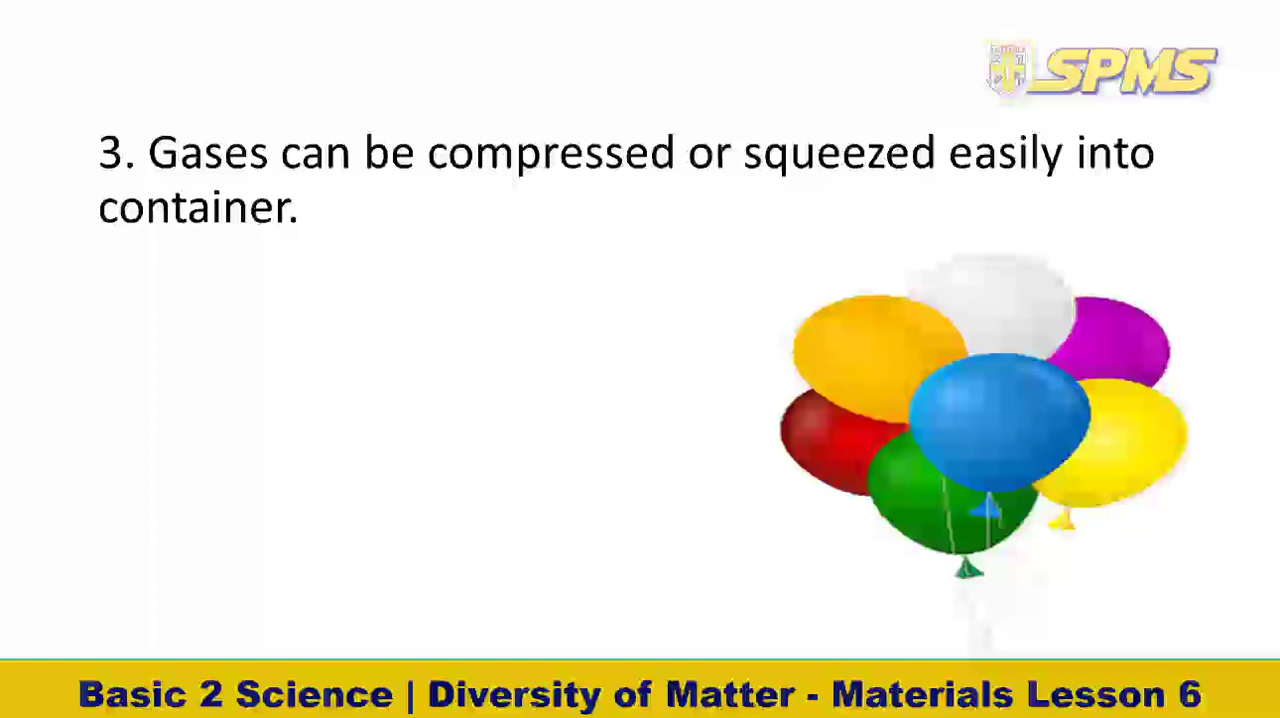 SPMS
3. Gases can be compressed or squeezed easily into
container.
Basic 2 Science | Diversity of Matter - Materials Lesson 6